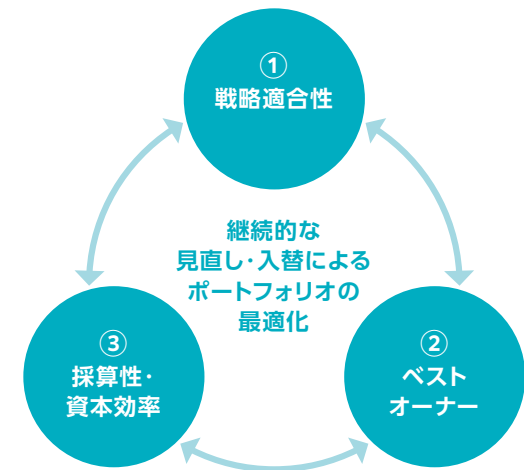 ①
戦略適合性
継続的な
見直し・入替による
ポートフォリオの
最適化
③
採算性・
資本効率
②
ベスト
オーナー